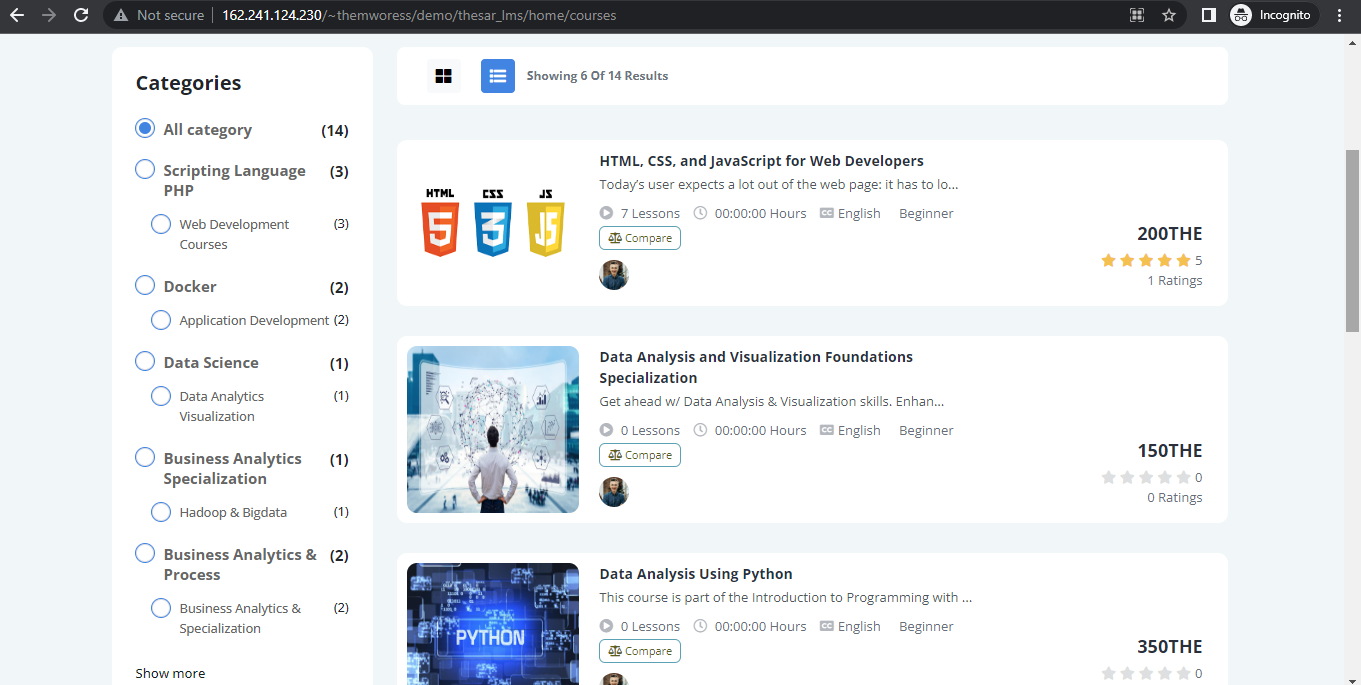 Not secure
162.241.124.230/~themworess/demo/thesar_lms/home/courses
Incognito
Categories
All category (14)
Scripting Language (3)
PHP
Web Development (3)
Courses
Docker (2)
Application Development (2)
Data Science (1)
Data Analytics (1)
Visualization
Business Analytics (1)
Specialization
Hadoop & Bigdata (1)
Business Analytics & (2)
Process
Business Analytics & (2)
Specialization
Show more
Showing 6 Of 14 Results
HTML CSS JS
5 3 JS
HTML, CSS, and JavaScript for Web Developers
Today's user expects a lot out of the web page: it has to lo...
7 Lessons 00:00:00 Hours CC English Beginner
Compare
200THE
5
1 Ratings
Data Analysis and Visualization Foundations
Specialization
Get ahead w/ Data Analysis & Visualization skills. Enhan...
0 Lessons 00:00:00 Hours CC English Beginner
Compare
150THE
0
0 Ratings
PYTHON
Data Analysis Using Python
This course is part of the Introduction to Programming with ...
0 Lessons 00:00:00 Hours CC English Beginner
Compare
350THE
0